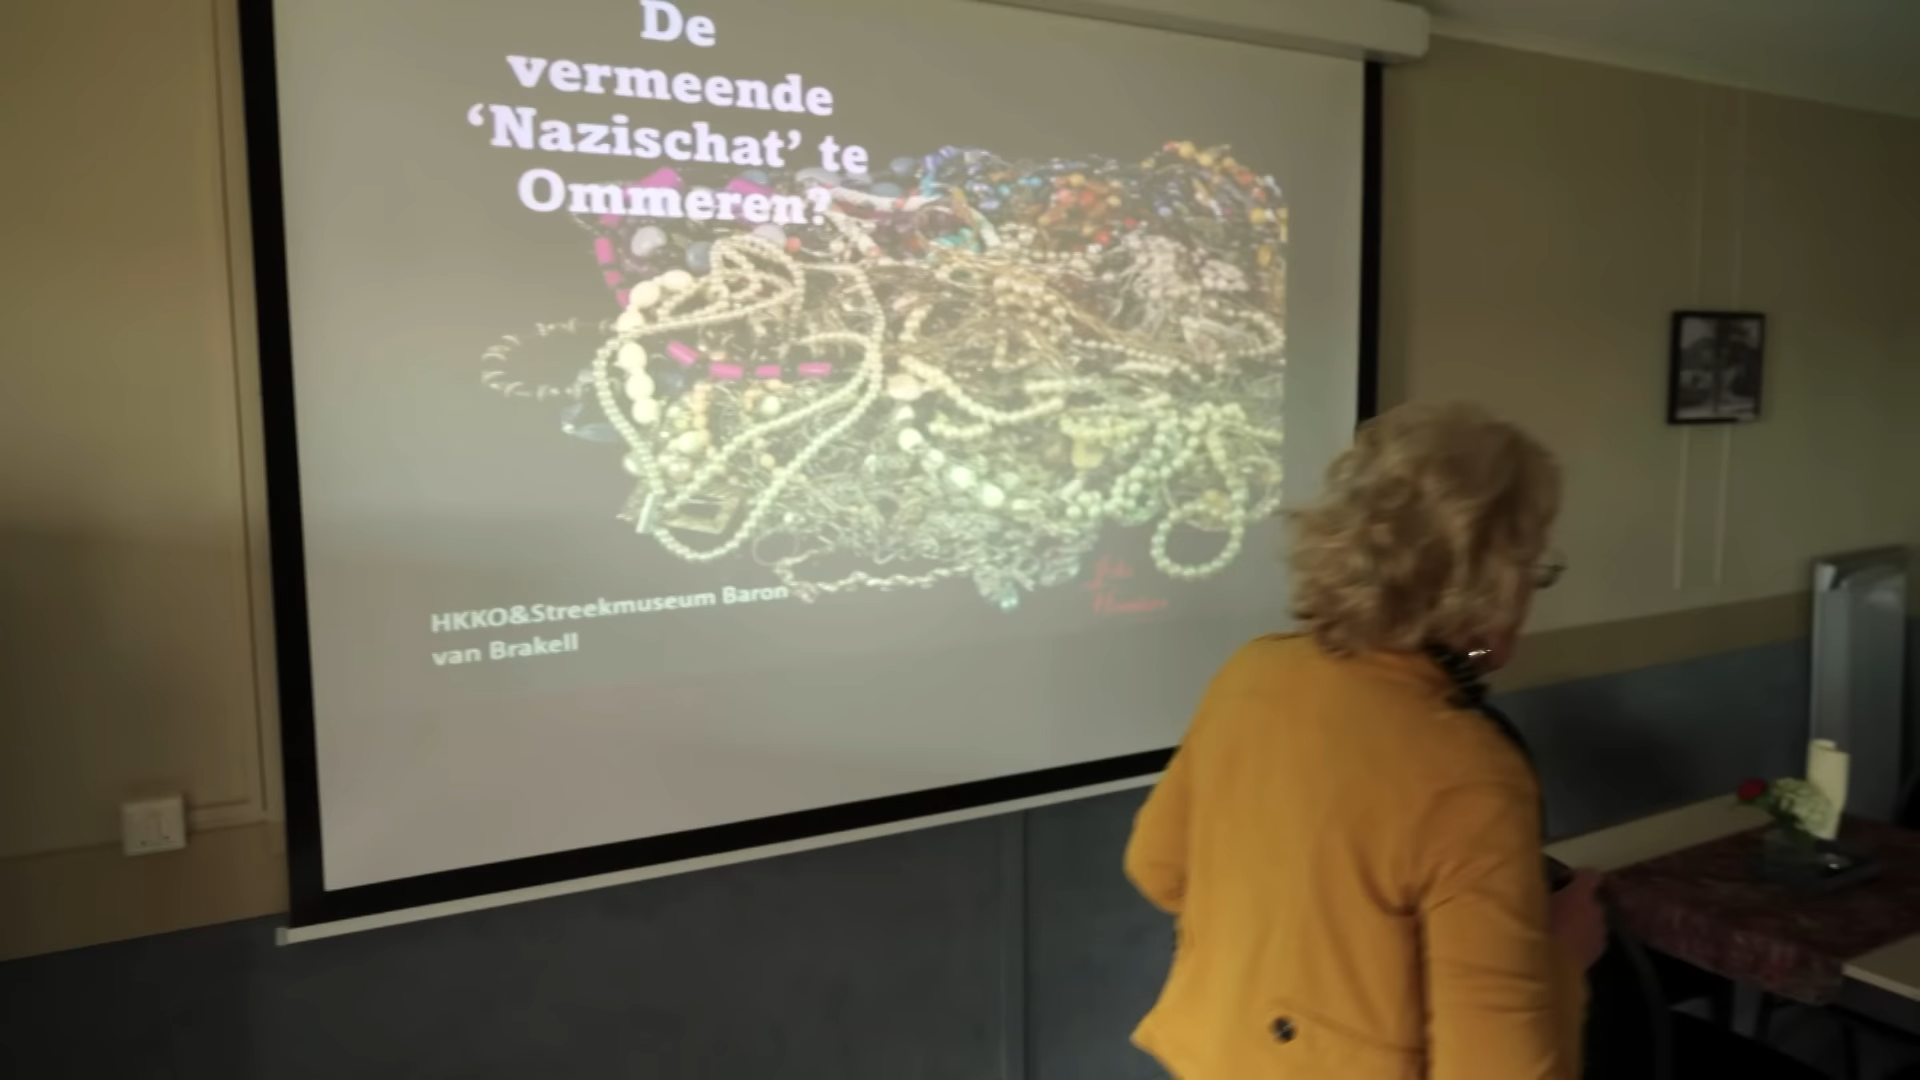 De
vermeende
‘Nazischat’ te
Ommeren?
HKKO&Streekmuseum Baron
van Brakell